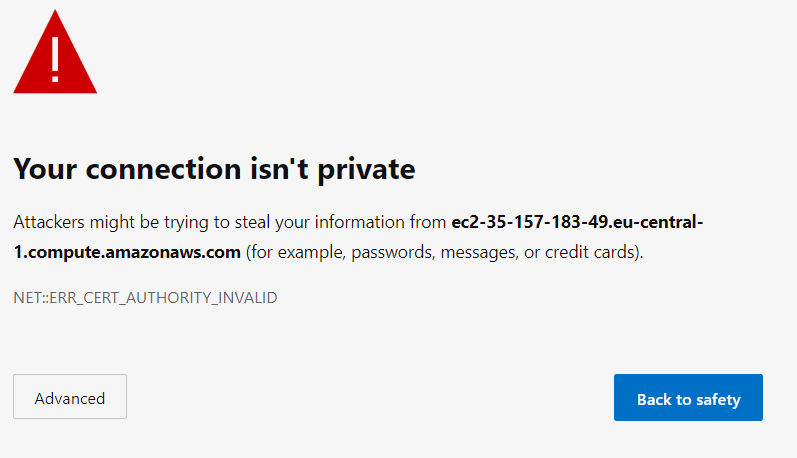 Your connection isn't private
Attackers might be trying to steal your information from ec2-35-157-183-49.eu-central-
1.compute.amazonaws.com (for example, passwords, messages, or credit cards).
NET::ERR_CERT_AUTHORITY_INVALID
Advanced
Back to safety